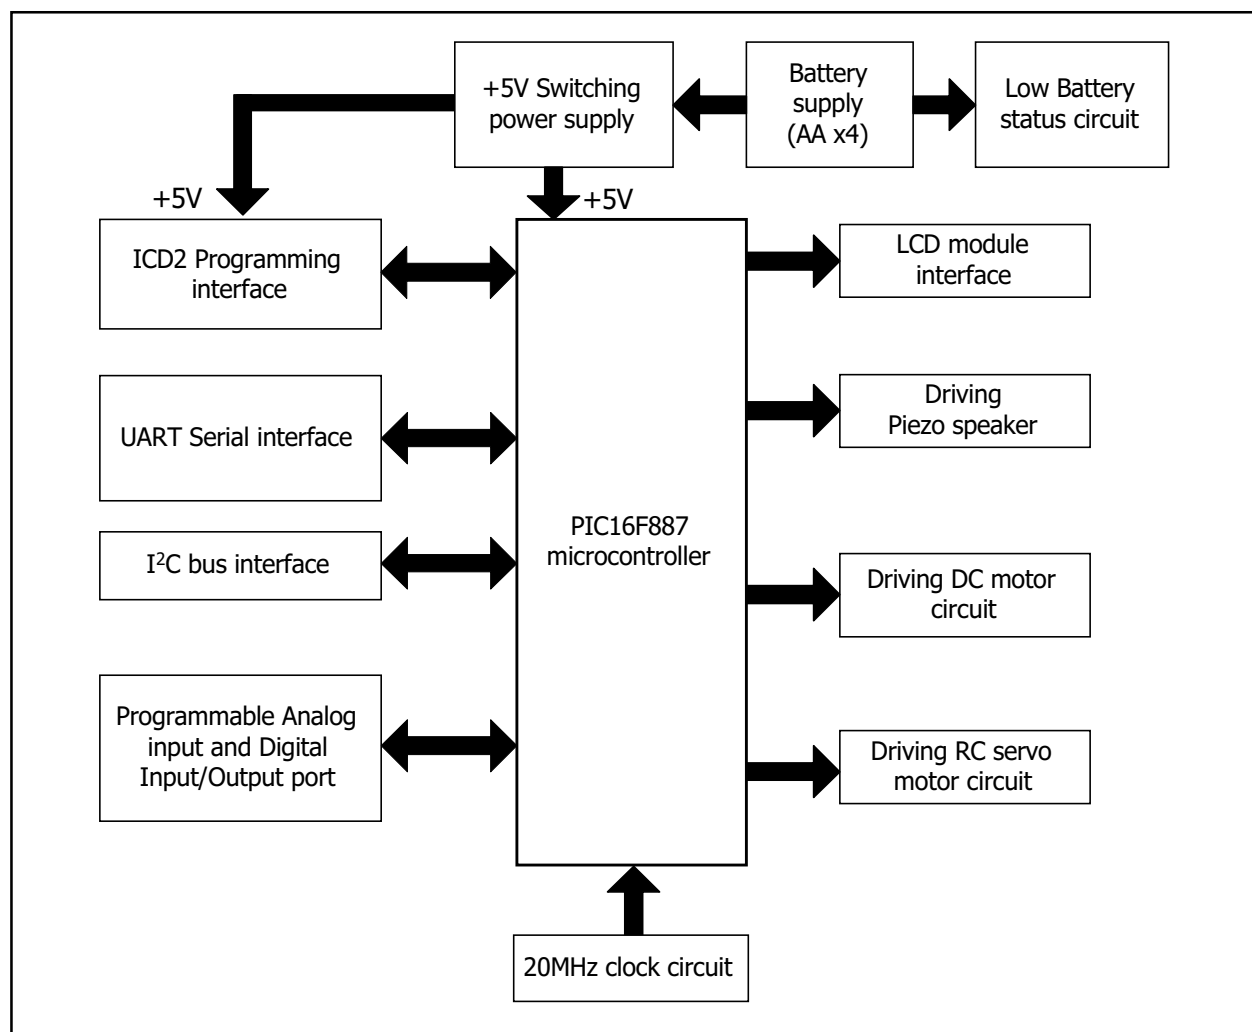 +5V Switching
power supply
Battery
supply
(AA x4)
Low Battery
status circuit
+5V
+5V
ICD2 Programming
interface
LCD module
interface
UART Serial interface
Driving
Piezo speaker
PIC16F887
microcontroller
I²C bus interface
Driving DC motor
circuit
Programmable Analog
input and Digital
Input/Output port
Driving RC servo
motor circuit
20MHz clock circuit